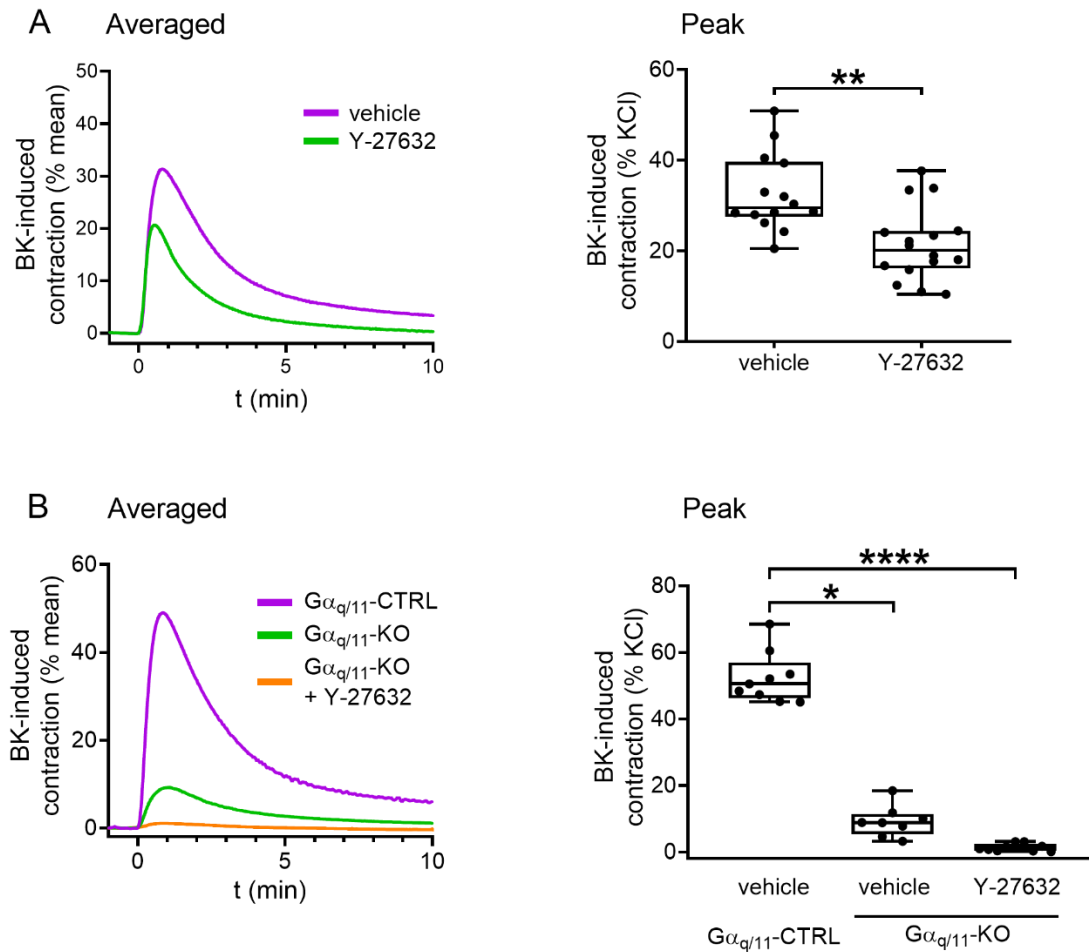 A Averaged
BK-induced
contraction (% mean)
50
40
30
20
10
0
vehicle
Y-27632
0 5 10
t (min)
Peak
BK-induced
contraction (% KCl)
60
40
20
0
**
vehicle Y-27632
B Averaged
BK-induced
contraction (% mean)
60
40
20
0
Gαq/11-CTRL
Gαq/11-KO
Gαq/11-KO
+ Y-27632
0 5 10
t (min)
Peak
BK-induced
contraction (% KCl)
80
60
40
20
0
****
*
vehicle vehicle Y-27632
Gαq/11-CTRL Gαq/11-KO